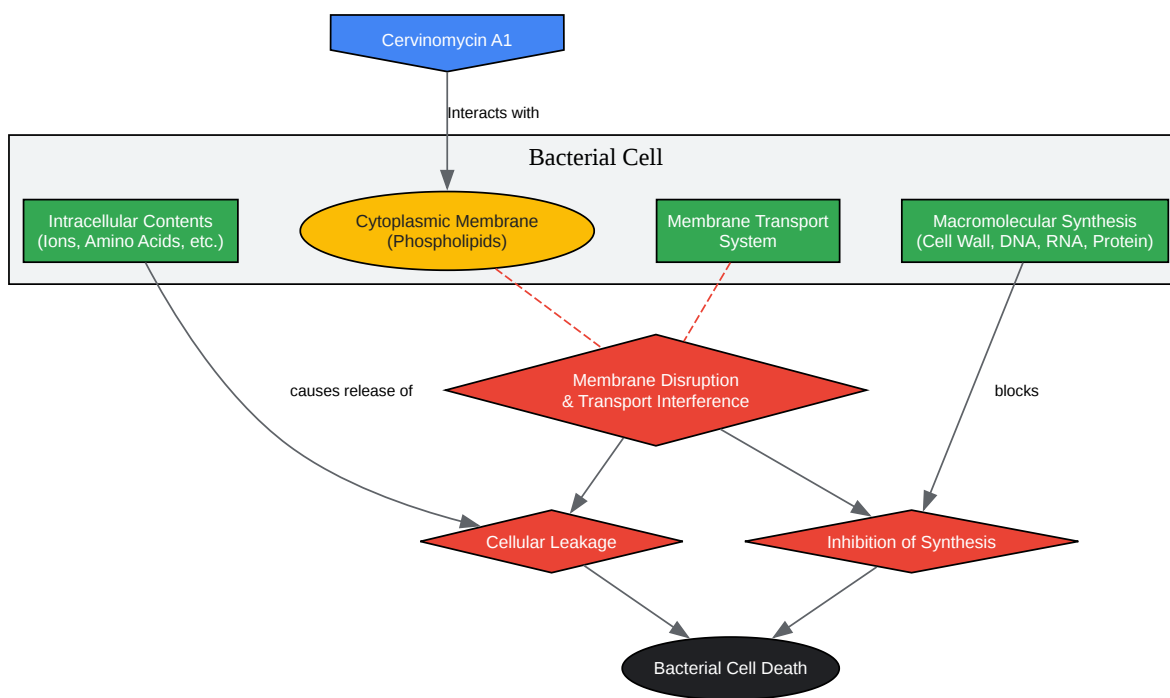 Cervinomycin A1
Interacts with
Bacterial Cell
Intracellular Contents
(Ions, Amino Acids, etc.)
Cytoplasmic Membrane
(Phospholipids)
Membrane Transport
System
Macromolecular Synthesis
(Cell Wall, DNA, RNA, Protein)
causes release of
Membrane Disruption
& Transport Interference
blocks
Cellular Leakage
Inhibition of Synthesis
Bacterial Cell Death